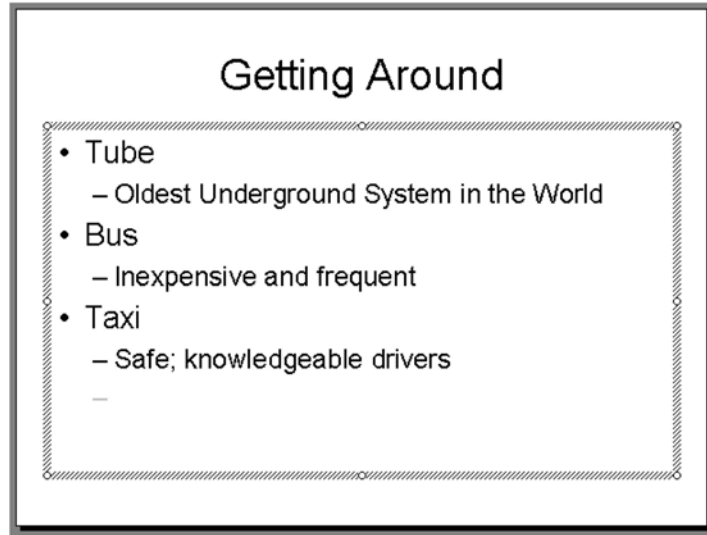 Getting Around
• Tube
– Oldest Underground System in the World
• Bus
– Inexpensive and frequent
• Taxi
– Safe; knowledgeable drivers
–